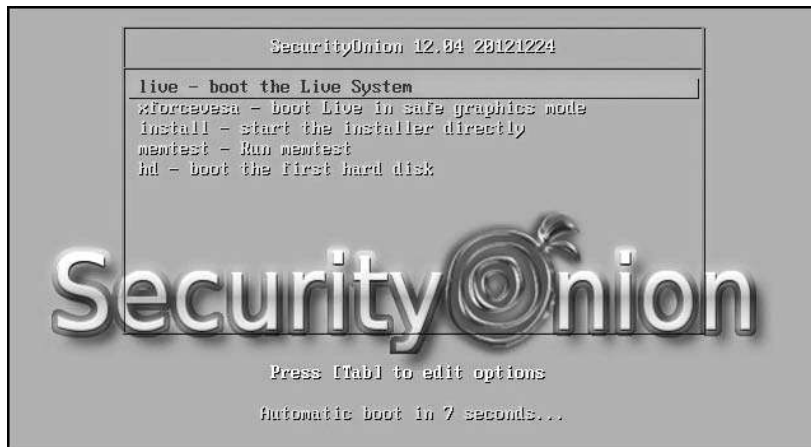 SecurityOnion 12.04 20121224
live - boot the Live System
xforcevesa - boot Live in safe graphics mode
install - start the installer directly
memtest - Run memtest
hd - boot the first hard disk
SecurityOnion
Press [Tab] to edit options
Automatic boot in 7 seconds...